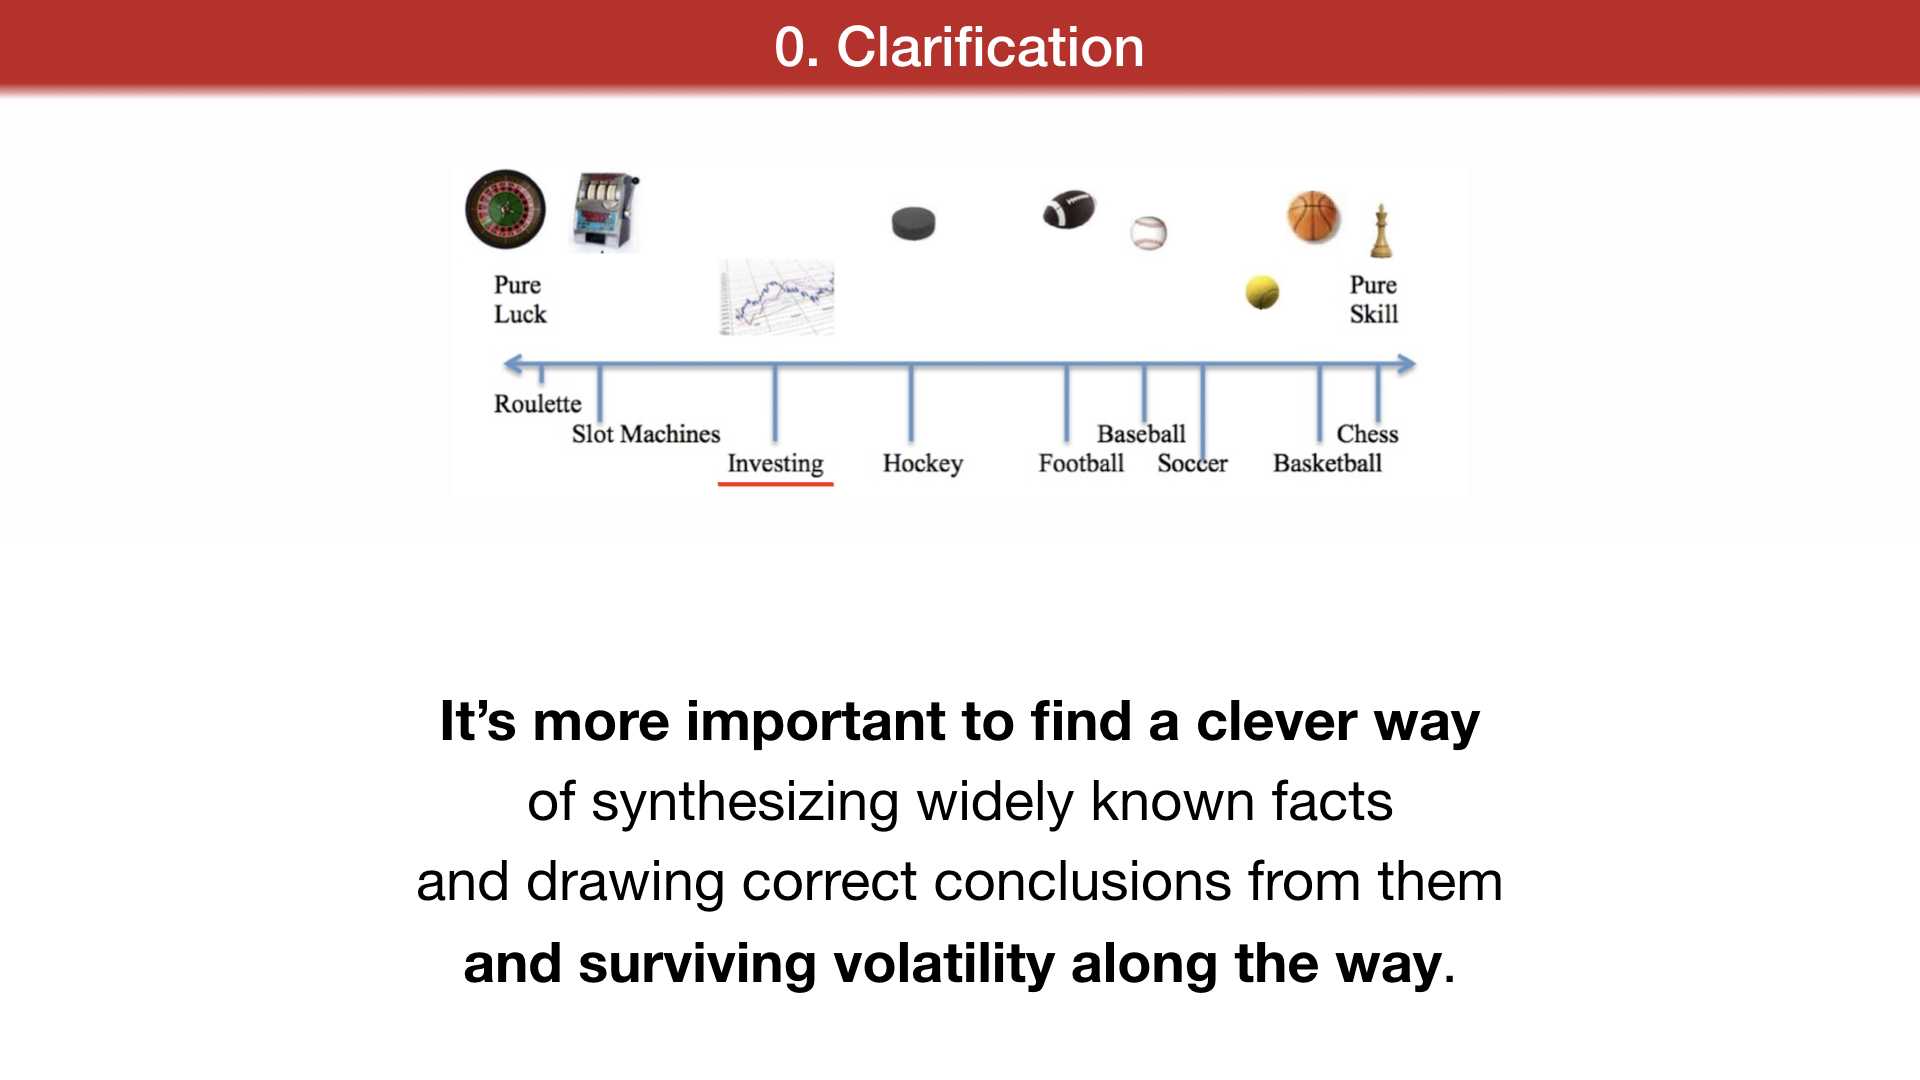 0. Clarification
Pure
Luck
Pure
Skill
Roulette
Slot Machines
Baseball
Chess
Investing
Hockey
Football
Soccer
Basketball
It’s more important to find a clever way
of synthesizing widely known facts
and drawing correct conclusions from them
and surviving volatility along the way.